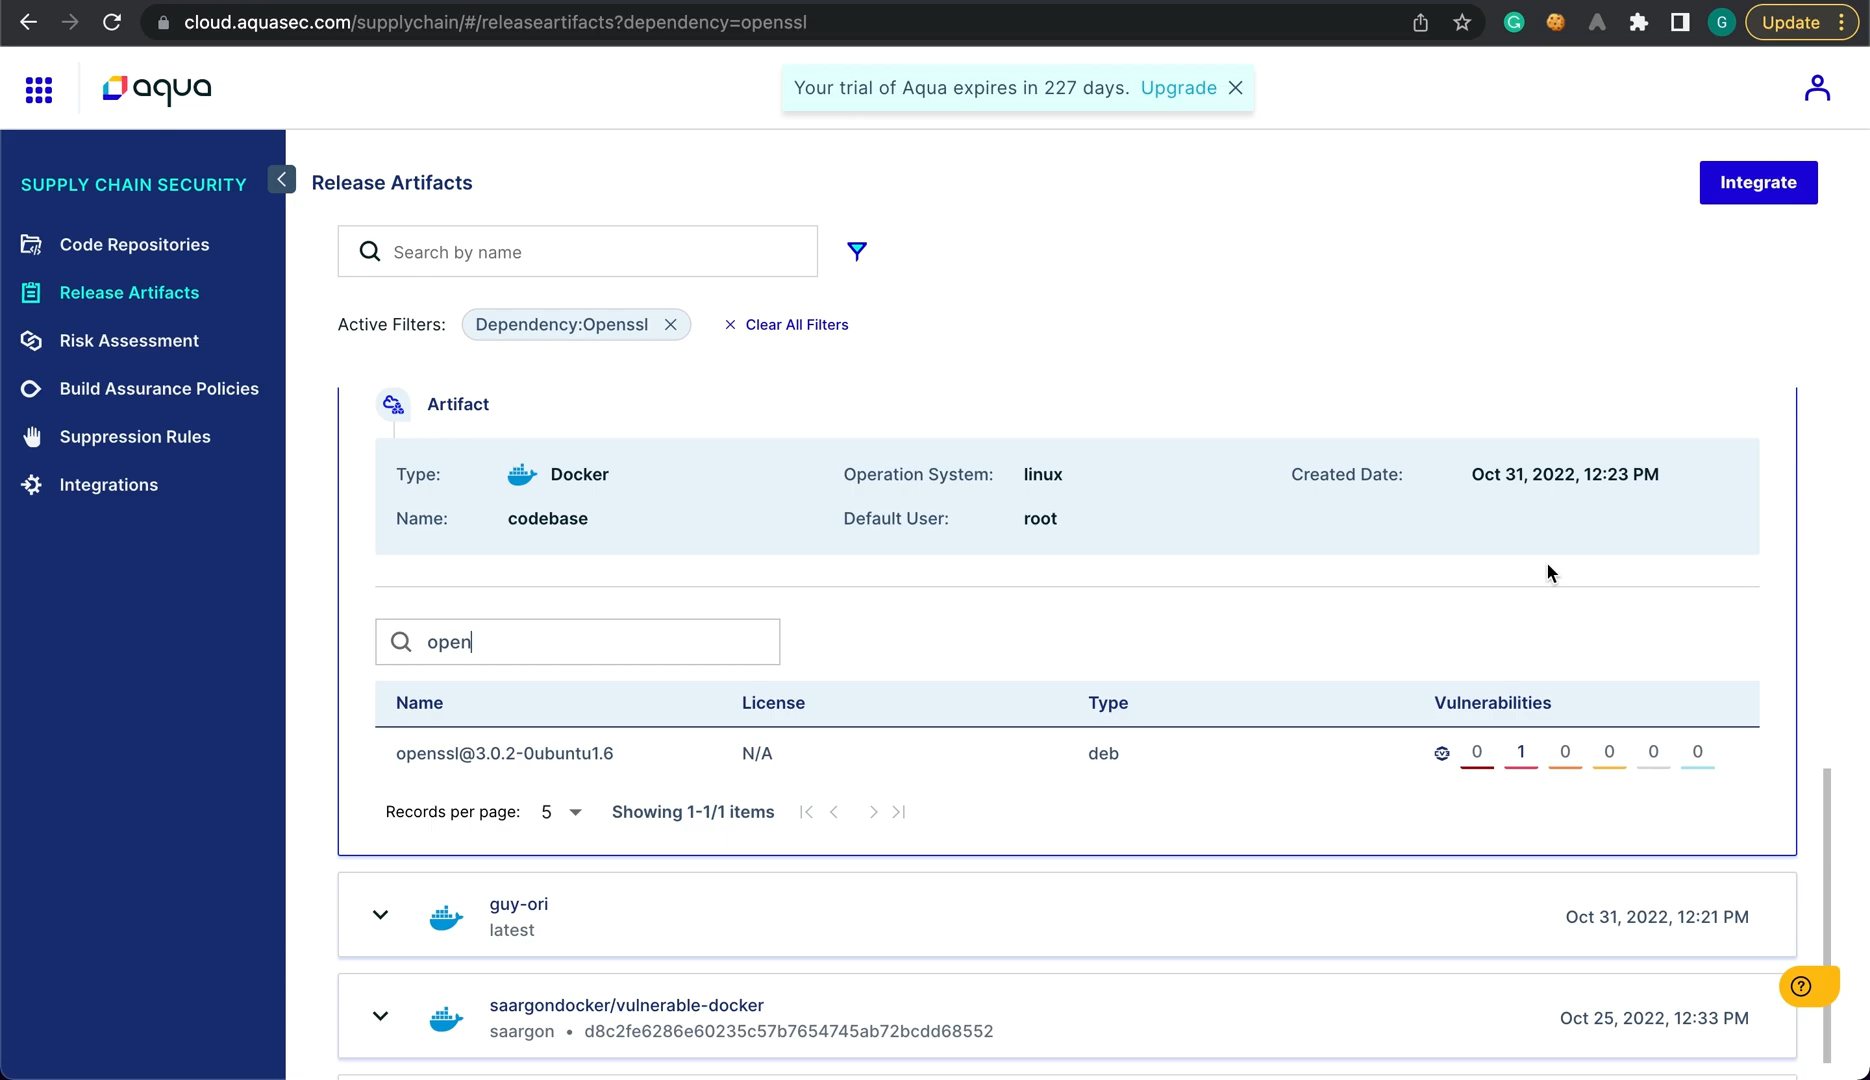 cloud.aquasec.com/supplychain/#/releaseartifacts?dependency=openssl
G
G
Update
aqua
Your trial of Aqua expires in 227 days. Upgrade
SUPPLY CHAIN SECURITY
Release Artifacts
Integrate
Code Repositories
Release Artifacts
Risk Assessment
Build Assurance Policies
Suppression Rules
Integrations
Search by name
Active Filters: Dependency:Openssl Clear All Filters
Artifact
Type: Docker Operation System: linux Created Date: Oct 31, 2022, 12:23 PM
Name: codebase Default User: root
open
Name License Type Vulnerabilities
openssl@3.0.2-0ubuntu1.6 N/A deb 0 1 0 0 0 0
Records per page: 5 Showing 1-1/1 items
guy-ori
latest
Oct 31, 2022, 12:21 PM
saargondocker/vulnerable-docker
saargon • d8c2fe6286e60235c57b7654745ab72bcdd68552
Oct 25, 2022, 12:33 PM